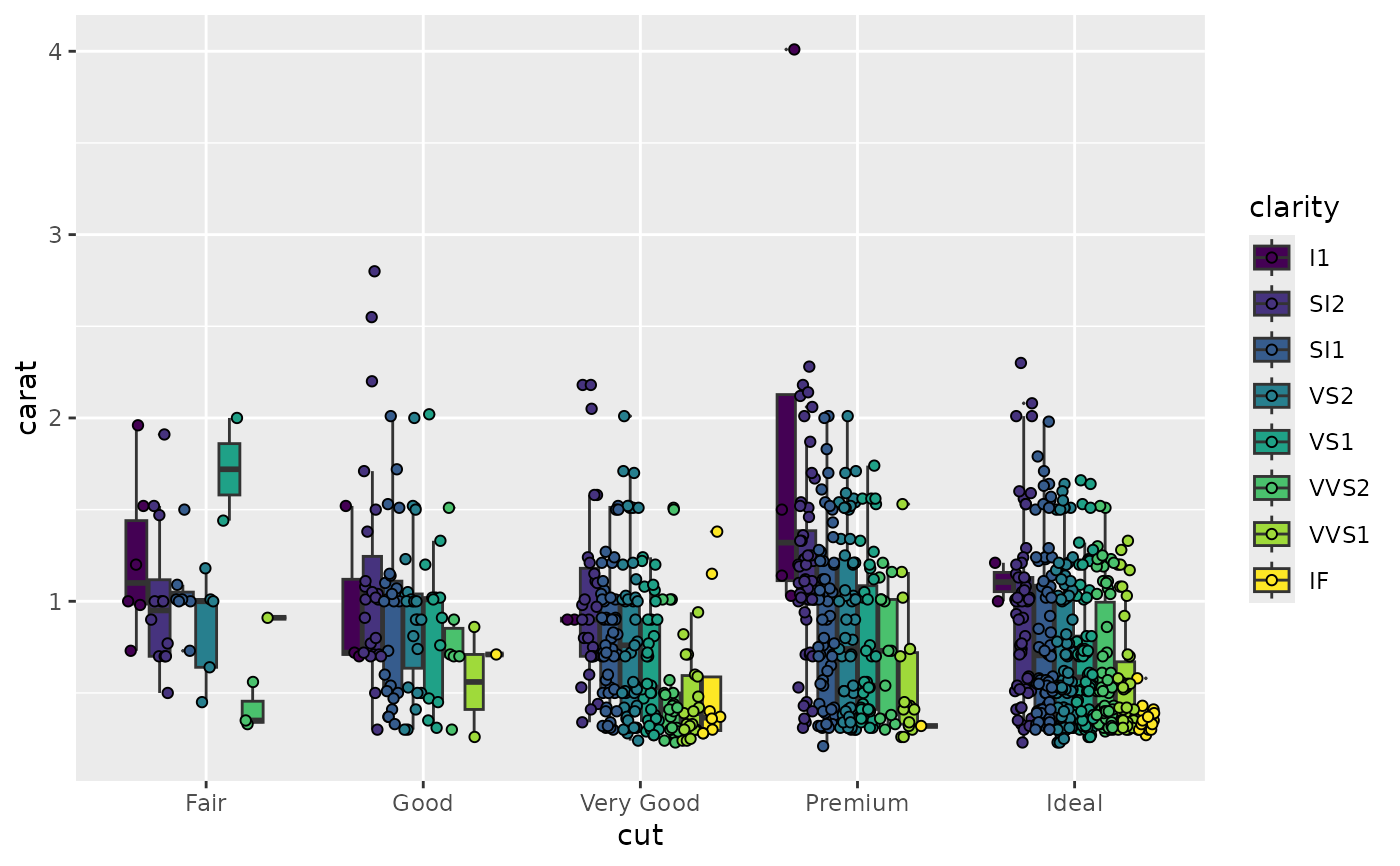 4
3
2
1
carat
Fair
Good
Very Good
Premium
Ideal
cut
clarity
I1
SI2
SI1
VS2
VS1
VVS2
VVS1
IF